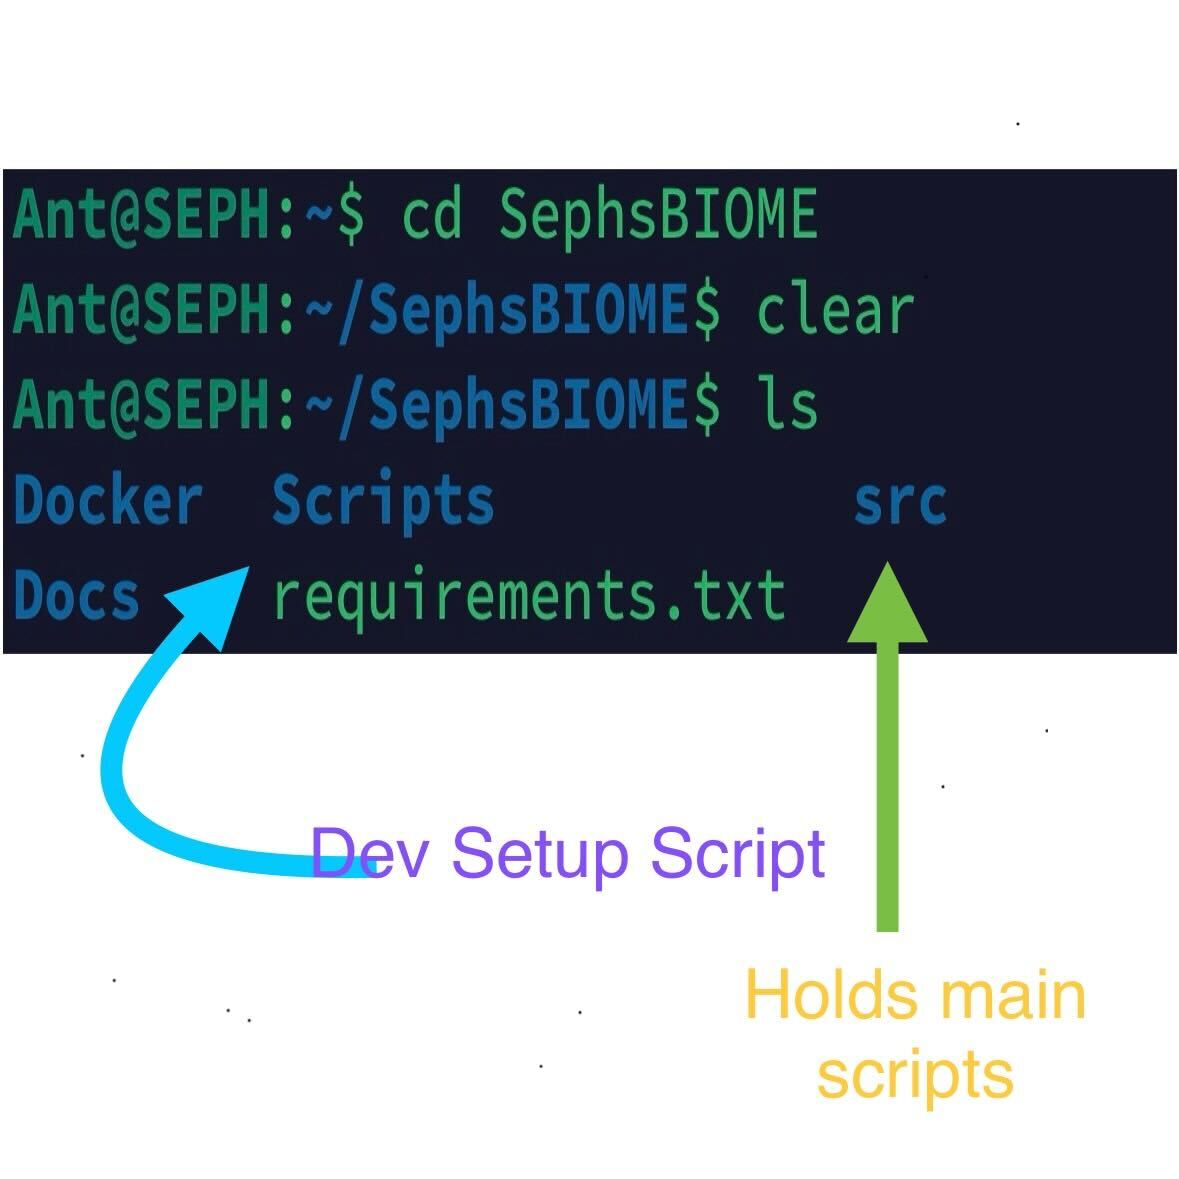 Ant@SEPH:~$ cd SephsBIOME
Ant@SEPH:~/SephsBIOME$ clear
Ant@SEPH:~/SephsBIOME$ ls
Docker Scripts src
Docs requirements.txt
Dev Setup Script
Holds main
scripts